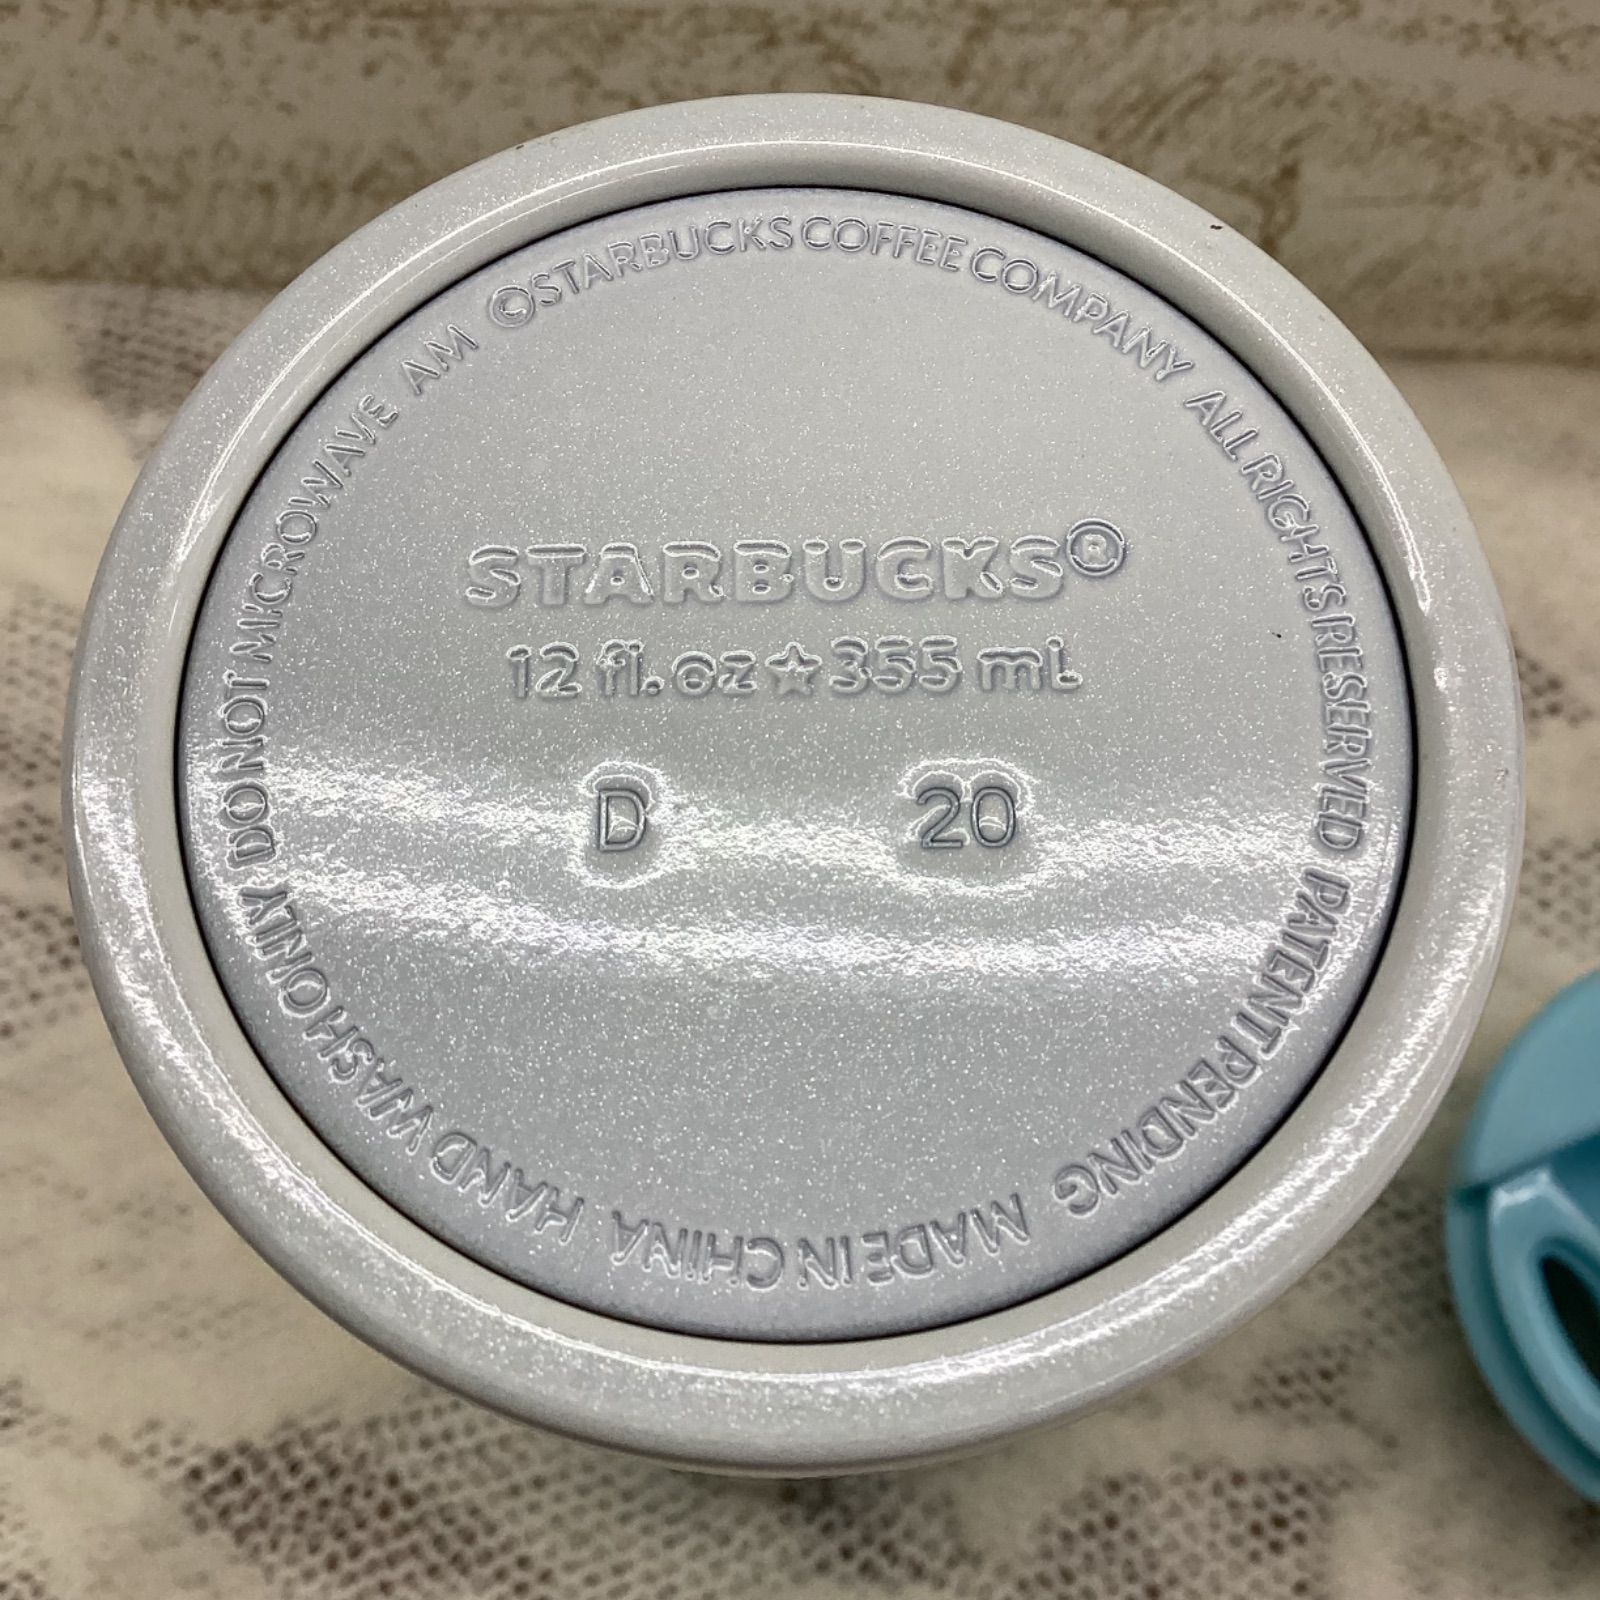 ©STARBUCKS COFFEE COMPANY ALL RIGHTS RESERVED PATENT PENDING MADE IN CHINA HAND WASH ONLY DO NOT MICROWAVE AM
STARBUCKS®
12 fl. oz☆355 mL
D 20